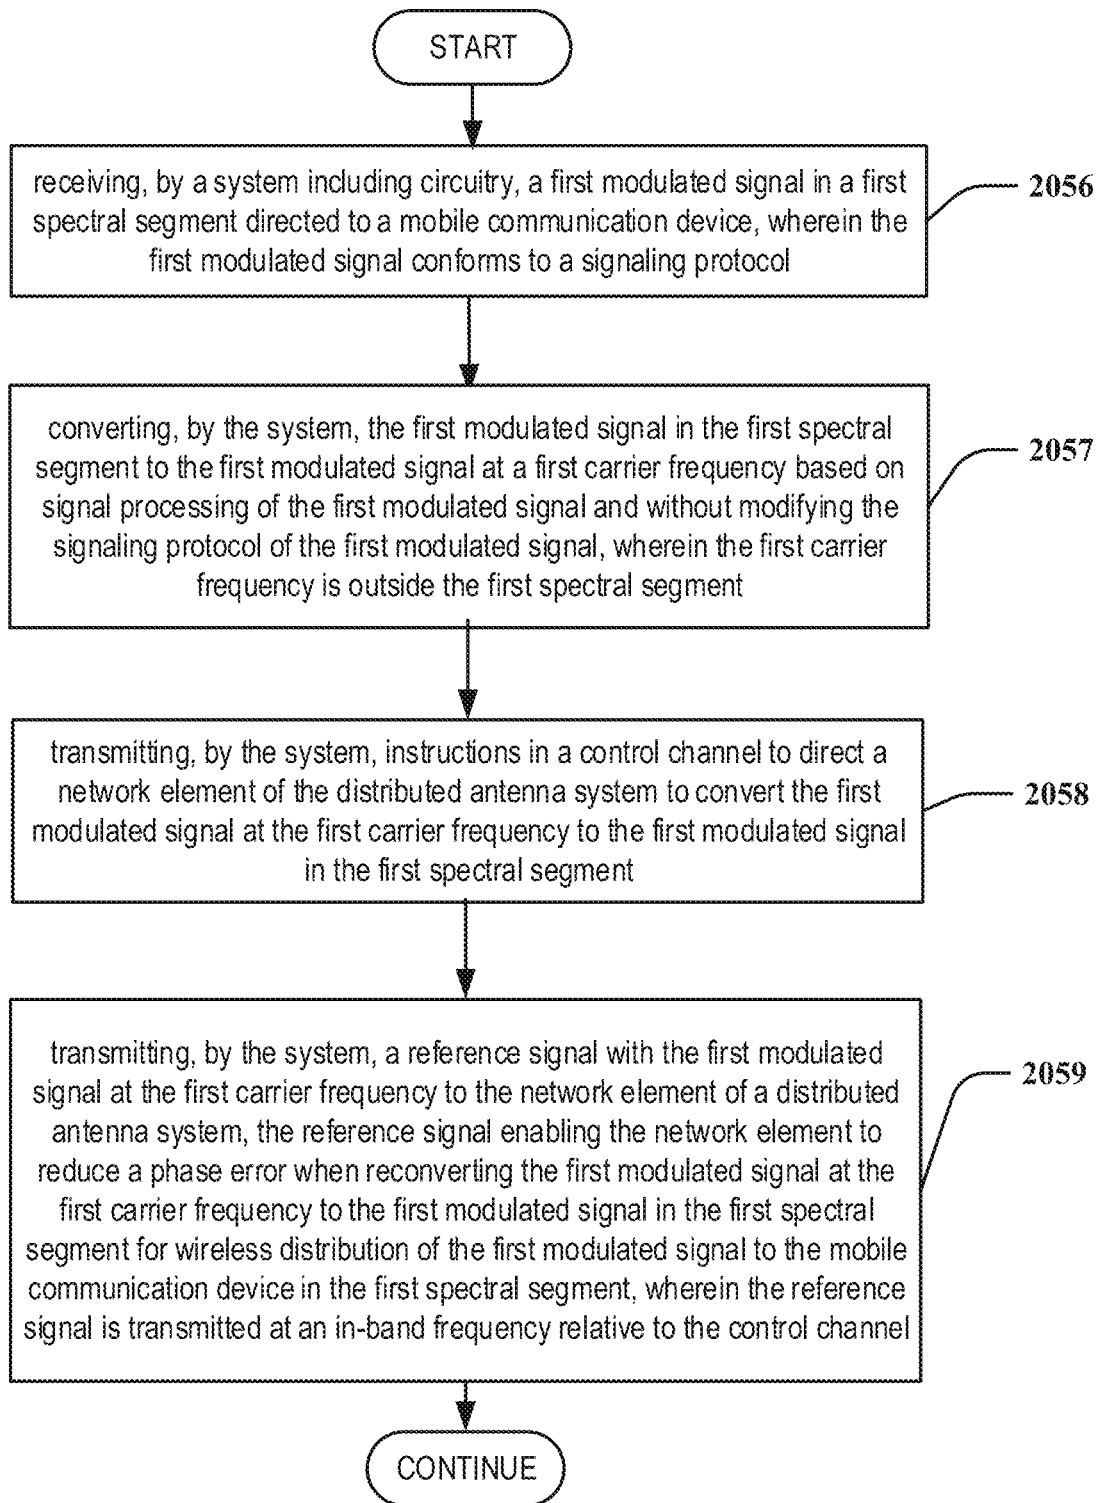 START
receiving, by a system including circuitry, a first modulated signal in a first
spectral segment directed to a mobile communication device, wherein the
first modulated signal conforms to a signaling protocol
2056
converting, by the system, the first modulated signal in the first spectral
segment to the first modulated signal at a first carrier frequency based on
signal processing of the first modulated signal and without modifying the
signaling protocol of the first modulated signal, wherein the first carrier
frequency is outside the first spectral segment
2057
transmitting, by the system, instructions in a control channel to direct a
network element of the distributed antenna system to convert the first
modulated signal at the first carrier frequency to the first modulated signal
in the first spectral segment
2058
transmitting, by the system, a reference signal with the first modulated
signal at the first carrier frequency to the network element of a distributed
antenna system, the reference signal enabling the network element to
reduce a phase error when reconverting the first modulated signal at the
first carrier frequency to the first modulated signal in the first spectral
segment for wireless distribution of the first modulated signal to the mobile
communication device in the first spectral segment, wherein the reference
signal is transmitted at an in-band frequency relative to the control channel
2059
CONTINUE